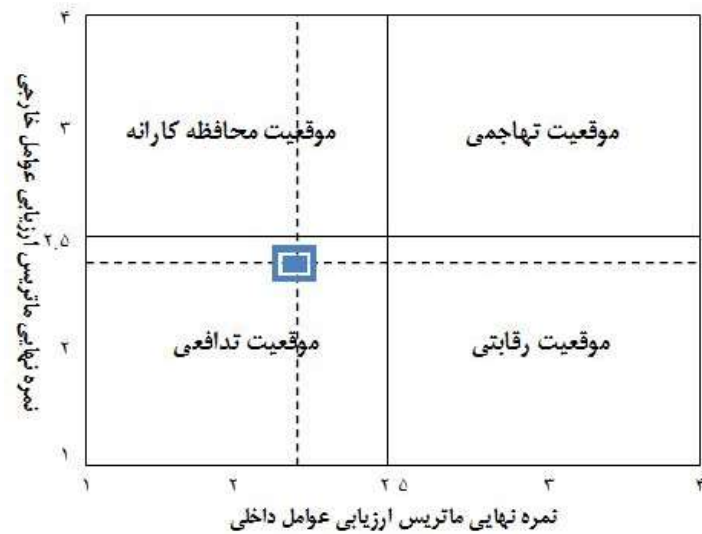 ۴
۳
۲,۵
۲
۱
نمره نهایی ماتریس ارزیابی عوامل خارجی
موقعیت محافظه کارانه
موقعیت تهاجمی
موقعیت تدافعی
موقعیت رقابتی
۱ ۲ ۲ ۵ ۳ ۴
نمره نهایی ماتریس ارزیابی عوامل داخلی